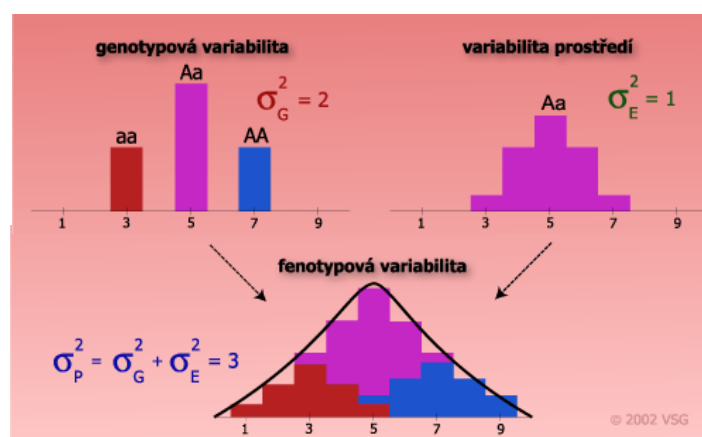 genotypová variabilita
Aa
σ²G = 2
aa
AA
1 3 5 7 9
variabilita prostředí
Aa
σ²E = 1
1 3 5 7 9
fenotypová variabilita
σ²P = σ²G + σ²E = 3
1 3 5 7 9
© 2002 VSG